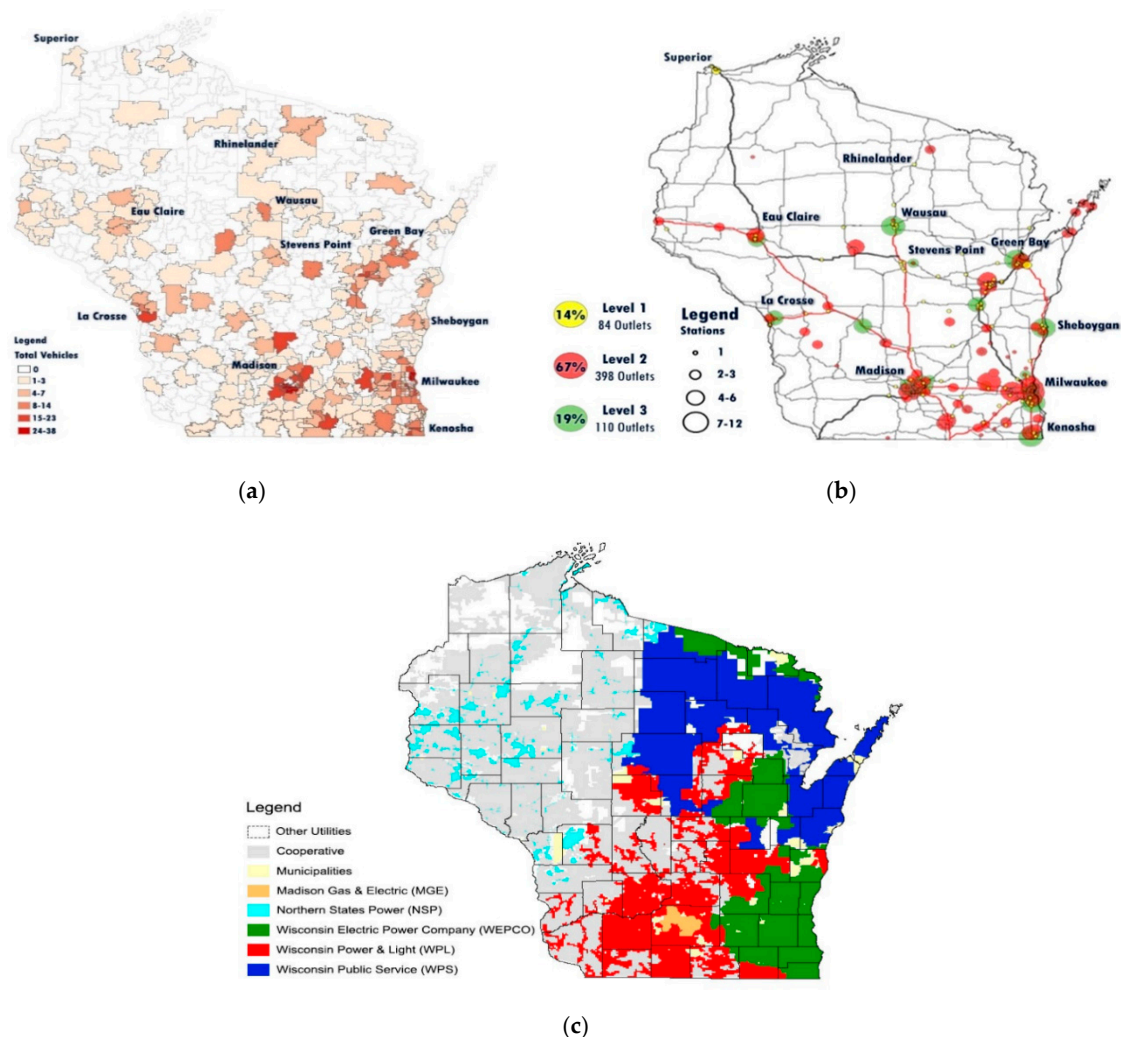 Superior
Rhinelander
Wausau
Eau Claire
Green Bay
Stevens Point
La Crosse
Sheboygan
Legend
Total Vehicles
0
1-3
4-7
8-14
15-23
24-38
Madison
Milwaukee
Kenosha
(a)
Superior
Rhinelander
Eau Claire
Wausau
Green Bay
Stevens Point
La Crosse
14% Level 1
84 Outlets
67% Level 2
398 Outlets
19% Level 3
110 Outlets
Legend
Stations
1
2-3
4-6
7-12
Sheboygan
Madison
Milwaukee
Kenosha
(b)
Legend
Other Utilities
Cooperative
Municipalities
Madison Gas & Electric (MGE)
Northern States Power (NSP)
Wisconsin Electric Power Company (WEPCO)
Wisconsin Power & Light (WPL)
Wisconsin Public Service (WPS)
(c)